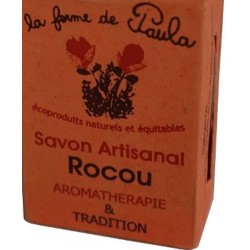 la ferme de Paula
écoproduits naturels et équitables
Savon Artisanal
Rocou
AROMATHERAPIE
&
TRADITION